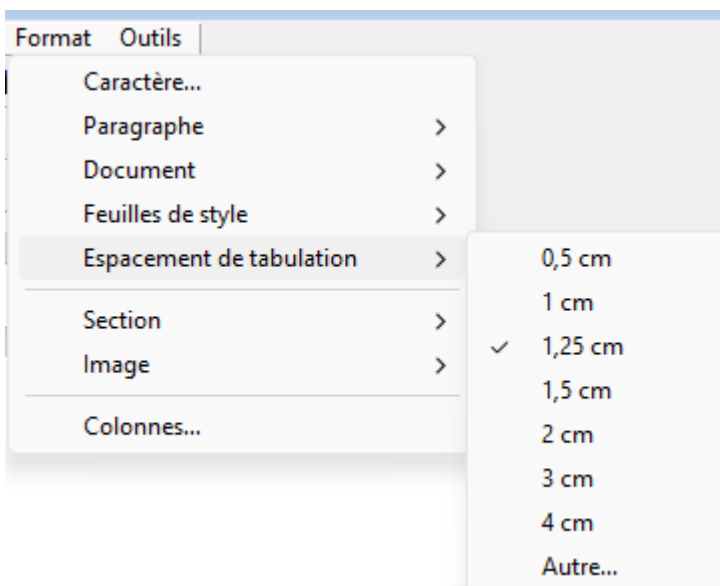 Format Outils
Caractère...
Paragraphe
Document
Feuilles de style
Espacement de tabulation
Section
Image
Colonnes...
0,5 cm
1 cm
1,25 cm
1,5 cm
2 cm
3 cm
4 cm
Autre...